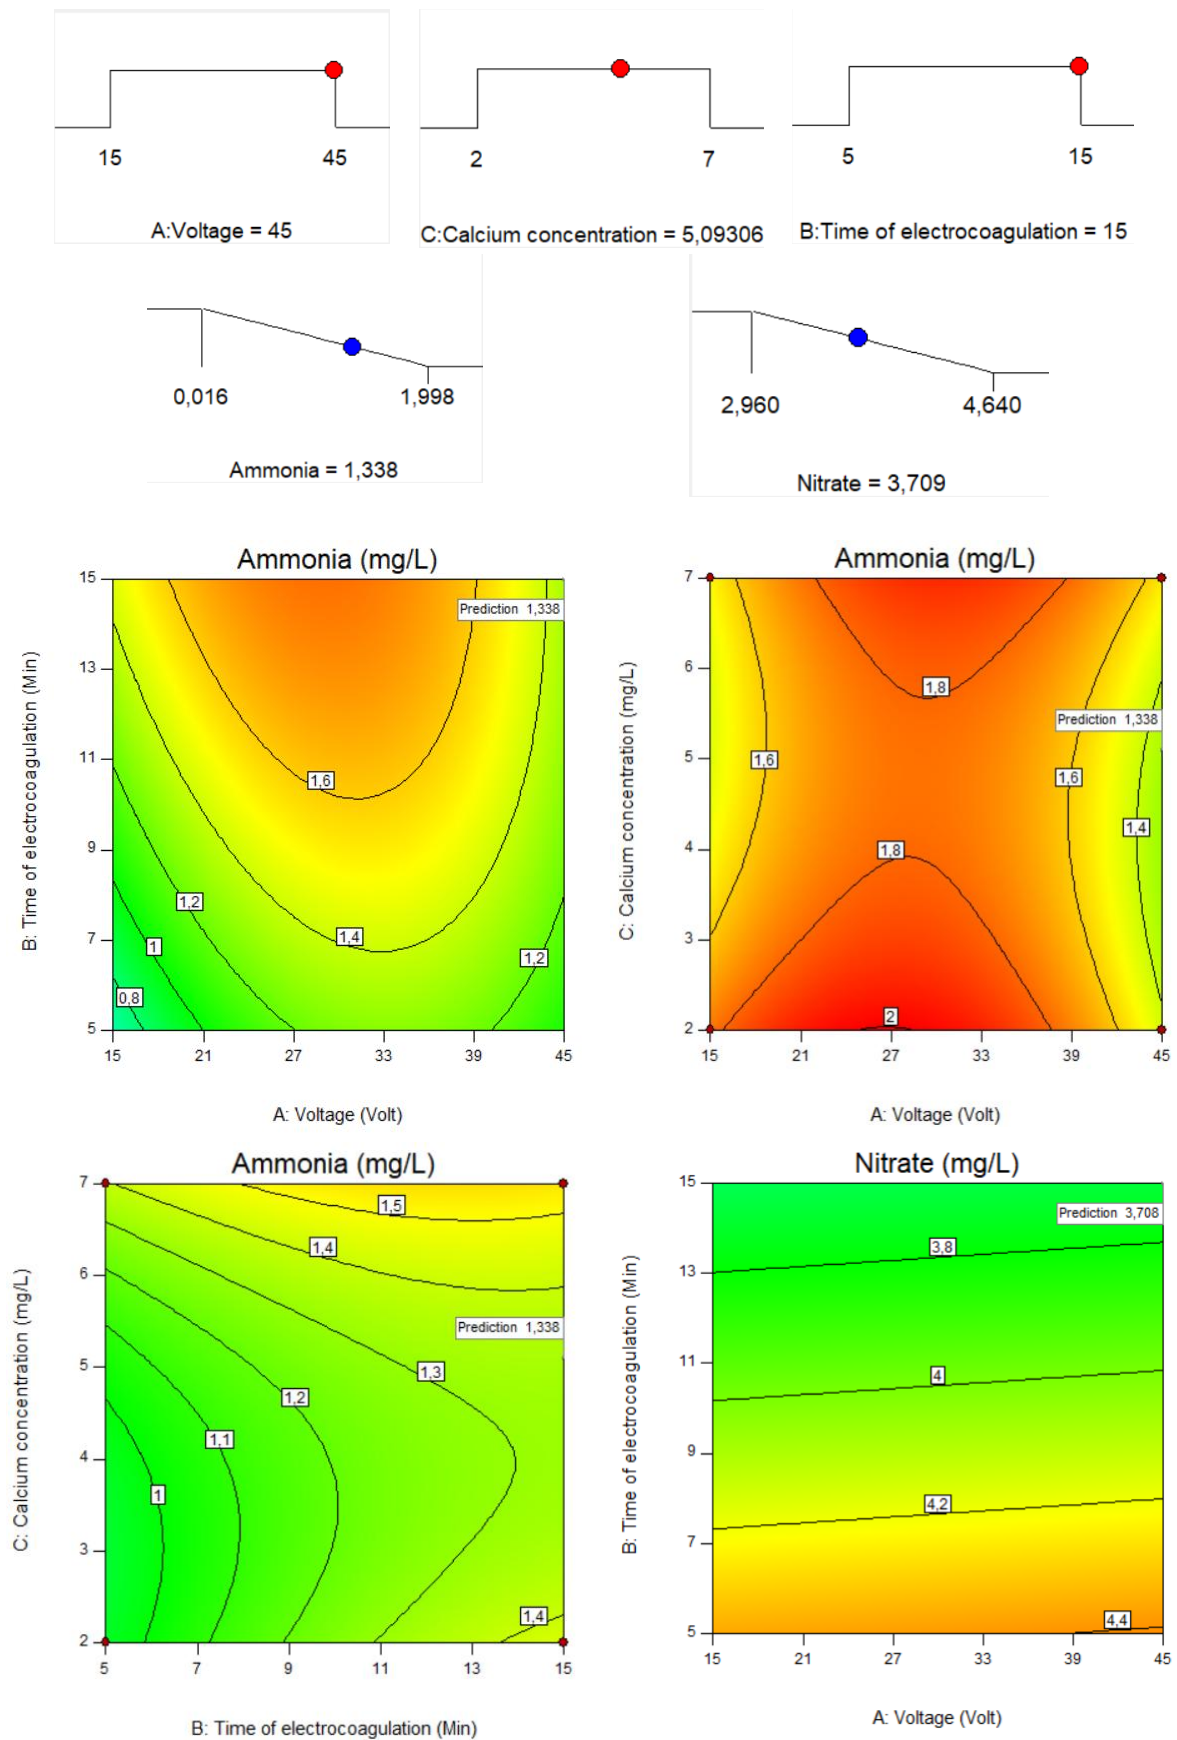 15 45
A:Voltage = 45
2 7
C:Calcium concentration = 5,09306
5 15
B:Time of electrocoagulation = 15
0,016 1,998
Ammonia = 1,338
2,960 4,640
Nitrate = 3,709
Ammonia (mg/L)
15
13
11
9
7
5
B: Time of electrocoagulation (Min)
Prediction 1,338
1,6
1,4
1,2
1
0,8
1,2
15 21 27 33 39 45
A: Voltage (Volt)
Ammonia (mg/L)
7
6
5
4
3
2
C: Calcium concentration (mg/L)
1,8
Prediction 1,338
1,6
1,6
1,4
1,8
2
15 21 27 33 39 45
A: Voltage (Volt)
Ammonia (mg/L)
7
6
5
4
3
2
C: Calcium concentration (mg/L)
1,5
1,4
Prediction 1,338
1,3
1,2
1,1
1
1,4
5 7 9 11 13 15
B: Time of electrocoagulation (Min)
Nitrate (mg/L)
15
13
11
9
7
5
B: Time of electrocoagulation (Min)
Prediction 3,708
3,8
4
4,2
4,4
15 21 27 33 39 45
A: Voltage (Volt)